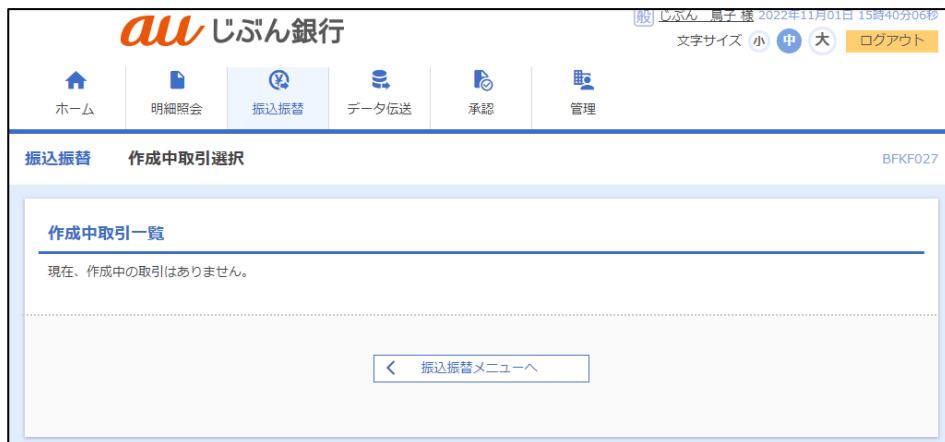 au じぶん銀行
般 じぶん 鳥子 様 2022年11月01日 15時40分06秒
文字サイズ 小 中 大 ログアウト
ホーム 明細照会 振込振替 データ伝送 承認 管理
振込振替 作成中取引選択 BFKF027
作成中取引一覧
現在、作成中の取引はありません。
振込振替メニューへ